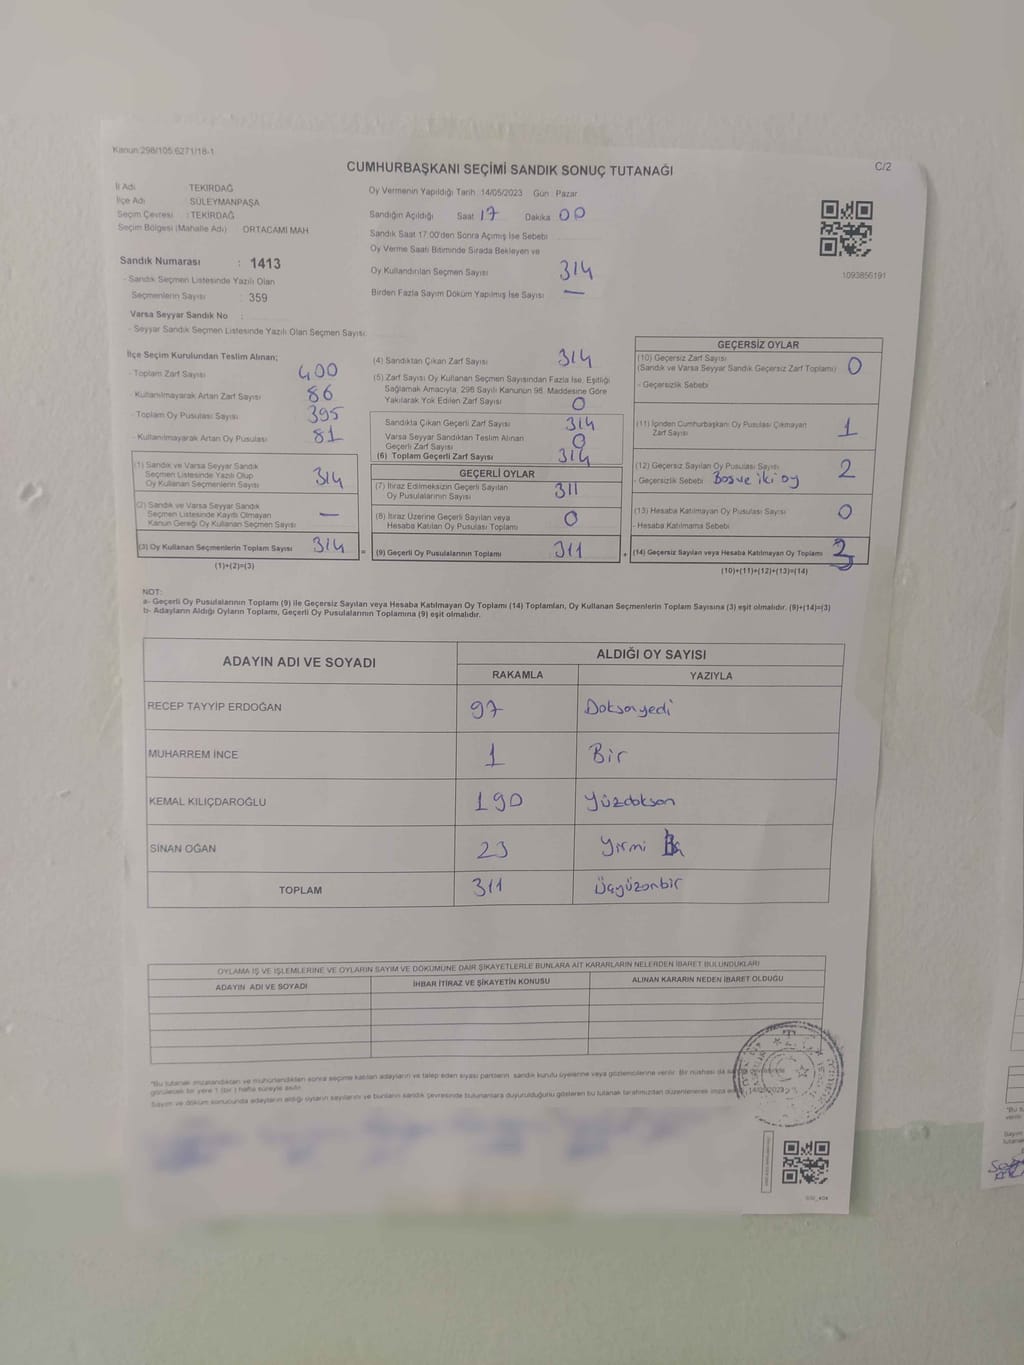 Kanun:298/105.6271/18-1
CUMHURBAŞKANI SEÇİMİ SANDIK SONUÇ TUTANAĞI
C/2
İl Adı TEKİRDAĞ
İlçe Adı SÜLEYMANPAŞA
Seçim Çevresi : TEKİRDAĞ
Seçim Bölgesi (Mahalle Adı) ORTACAMİ MAH
Sandık Numarası : 1413
- Sandık Seçmen Listesinde Yazılı Olan
Seçmenlerin Sayısı : 359
Varsa Seyyar Sandık No :
- Seyyar Sandık Seçmen Listesinde Yazılı Olan Seçmen Sayısı:
Oy Vermenin Yapıldığı Tarih :14/05/2023 Gün : Pazar
Sandığın Açıldığı Saat 17 Dakika 00
Sandık Saat 17:00'den Sonra Açılmış İse Sebebi
Oy Verme Saati Bitiminde Sırada Bekleyen ve
Oy Kullandırılan Seçmen Sayısı 314
Birden Fazla Sayım Döküm Yapılmış İse Sayısı —
1093856191
İlçe Seçim Kurulundan Teslim Alınan;
- Toplam Zarf Sayısı 400
- Kullanılmayarak Artan Zarf Sayısı 86
- Toplam Oy Pusulası Sayısı 395
- Kullanılmayarak Artan Oy Pusulası 81
(1) Sandık ve Varsa Seyyar Sandık
Seçmen Listesinde Yazılı Olup
Oy Kullanan Seçmenlerin Sayısı 314
(2) Sandık ve Varsa Seyyar Sandık
Seçmen Listesinde Kayıtlı Olmayan
Kanun Gereği Oy Kullanan Seçmen Sayısı —
(3) Oy Kullanan Seçmenlerin Toplam Sayısı 314 =
(1)+(2)=(3)
(4) Sandıktan Çıkan Zarf Sayısı 314
(5) Zarf Sayısı Oy Kullanan Seçmen Sayısından Fazla İse, Eşitliği
Sağlamak Amacıyla, 298 Sayılı Kanunun 98. Maddesine Göre
Yakılarak Yok Edilen Zarf Sayısı 0
Sandıkta Çıkan Geçerli Zarf Sayısı 314
Varsa Seyyar Sandıktan Teslim Alınan
Geçerli Zarf Sayısı 0
(6) Toplam Geçerli Zarf Sayısı 314
GEÇERLİ OYLAR
(7) İtiraz Edilmeksizin Geçerli Sayılan
Oy Pusulalarının Sayısı 311
(8) İtiraz Üzerine Geçerli Sayılan veya
Hesaba Katılan Oy Pusulası Toplamı 0
(9) Geçerli Oy Pusulalarının Toplamı 311 +
GEÇERSİZ OYLAR
(10) Geçersiz Zarf Sayısı
(Sandık ve Varsa Seyyar Sandık Geçersiz Zarf Toplamı) 0
- Geçersizlik Sebebi
(11) İçinden Cumhurbaşkanı Oy Pusulası Çıkmayan
Zarf Sayısı 1
(12) Geçersiz Sayılan Oy Pusulası Sayısı 2
- Geçersizlik Sebebi Boş ve iki oy
(13) Hesaba Katılmayan Oy Pusulası Sayısı 0
- Hesaba Katılmama Sebebi
(14) Geçersiz Sayılan veya Hesaba Katılmayan Oy Toplamı 3
(10)+(11)+(12)+(13)=(14)
NOT:
a- Geçerli Oy Pusulalarının Toplamı (9) ile Geçersiz Sayılan veya Hesaba Katılmayan Oy Toplamı (14) Toplamları, Oy Kullanan Seçmenlerin Toplam Sayısına (3) eşit olmalıdır. (9)+(14)=(3)
b- Adayların Aldığı Oyların Toplamı, Geçerli Oy Pusulalarının Toplamına (9) eşit olmalıdır.
ADAYIN ADI VE SOYADI
ALDIĞI OY SAYISI
RAKAMLA YAZIYLA
RECEP TAYYİP ERDOĞAN 97 Doksanyedi
MUHARREM İNCE 1 Bir
KEMAL KILIÇDAROĞLU 190 Yüzdoksan
SİNAN OĞAN 23 Yirmi
TOPLAM 311 Üçyüzonbir
OYLAMA İŞ VE İŞLEMLERİNE VE OYLARIN SAYIM VE DÖKÜMÜNE DAİR ŞİKAYETLERLE BUNLARA AİT KARARLARIN NELERDEN İBARET BULUNDUKLARI
ADAYIN ADI VE SOYADI İHBAR İTİRAZ VE ŞİKAYETİN KONUSU ALINAN KARARIN NEDEN İBARET OLDUĞU
"Bu tutanak imzalandıktan ve mühürlendikten sonra seçime katılan adayların ve talep eden siyasi partilerin sandık kurulu üyelerine veya gözlemcilerine verilir. Bir nüshası da
görülecek bir yere 1 (bir) hafta süreyle asılır.
Sayım ve döküm sonucunda adayların aldığı oyların sayılarını ve bunların sandık çevresinde bulunanlara duyurulduğunu gösteren bu tutanak tarafımızdan düzenlenerek imza 14/05/2023